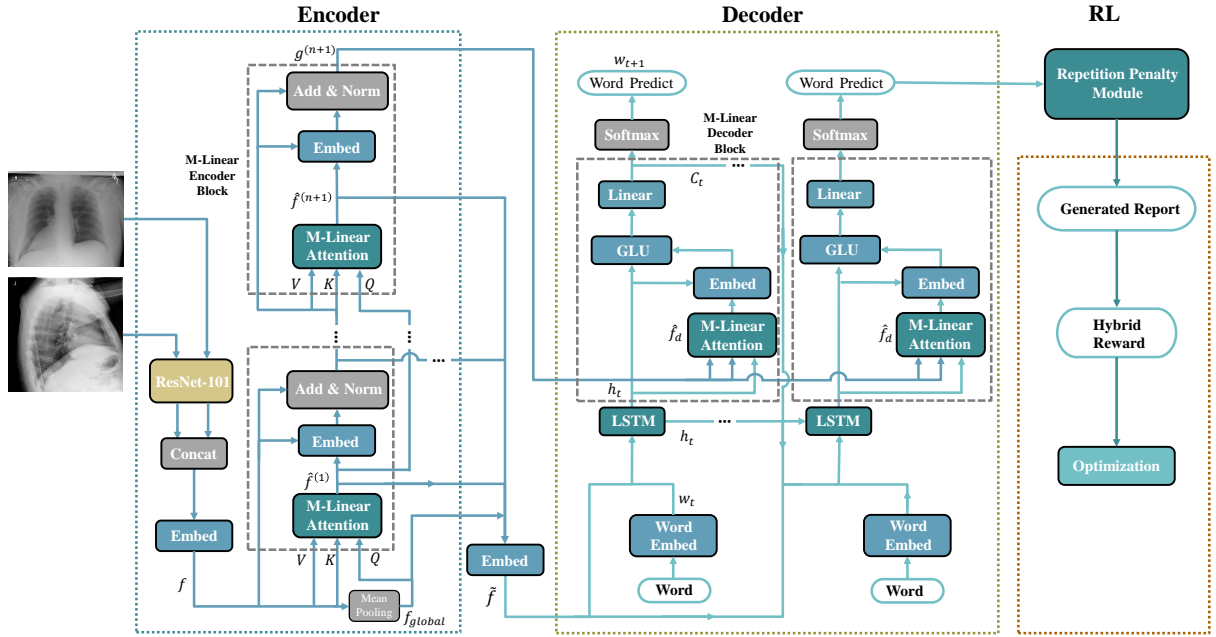 Encoder
Decoder
RL
g^(n+1)
Add & Norm
Embed
M-Linear
Encoder
Block
f̂^(n+1)
M-Linear
Attention
V
K
Q
...
...
...
ResNet-101
Concat
Embed
f
Add & Norm
Embed
f̂^(1)
M-Linear
Attention
V
K
Q
Mean
Pooling
f_global
Embed
f̃
w_{t+1}
Word Predict
Softmax
M-Linear
Decoder
Block
...
C_t
Linear
GLU
Embed
M-Linear
Attention
f̂_d
h_t
LSTM
...
h_t
w_t
Word
Embed
Word
Word Predict
Softmax
Linear
GLU
Embed
M-Linear
Attention
f̂_d
LSTM
Word
Embed
Word
Repetition Penalty
Module
Generated Report
Hybrid
Reward
Optimization